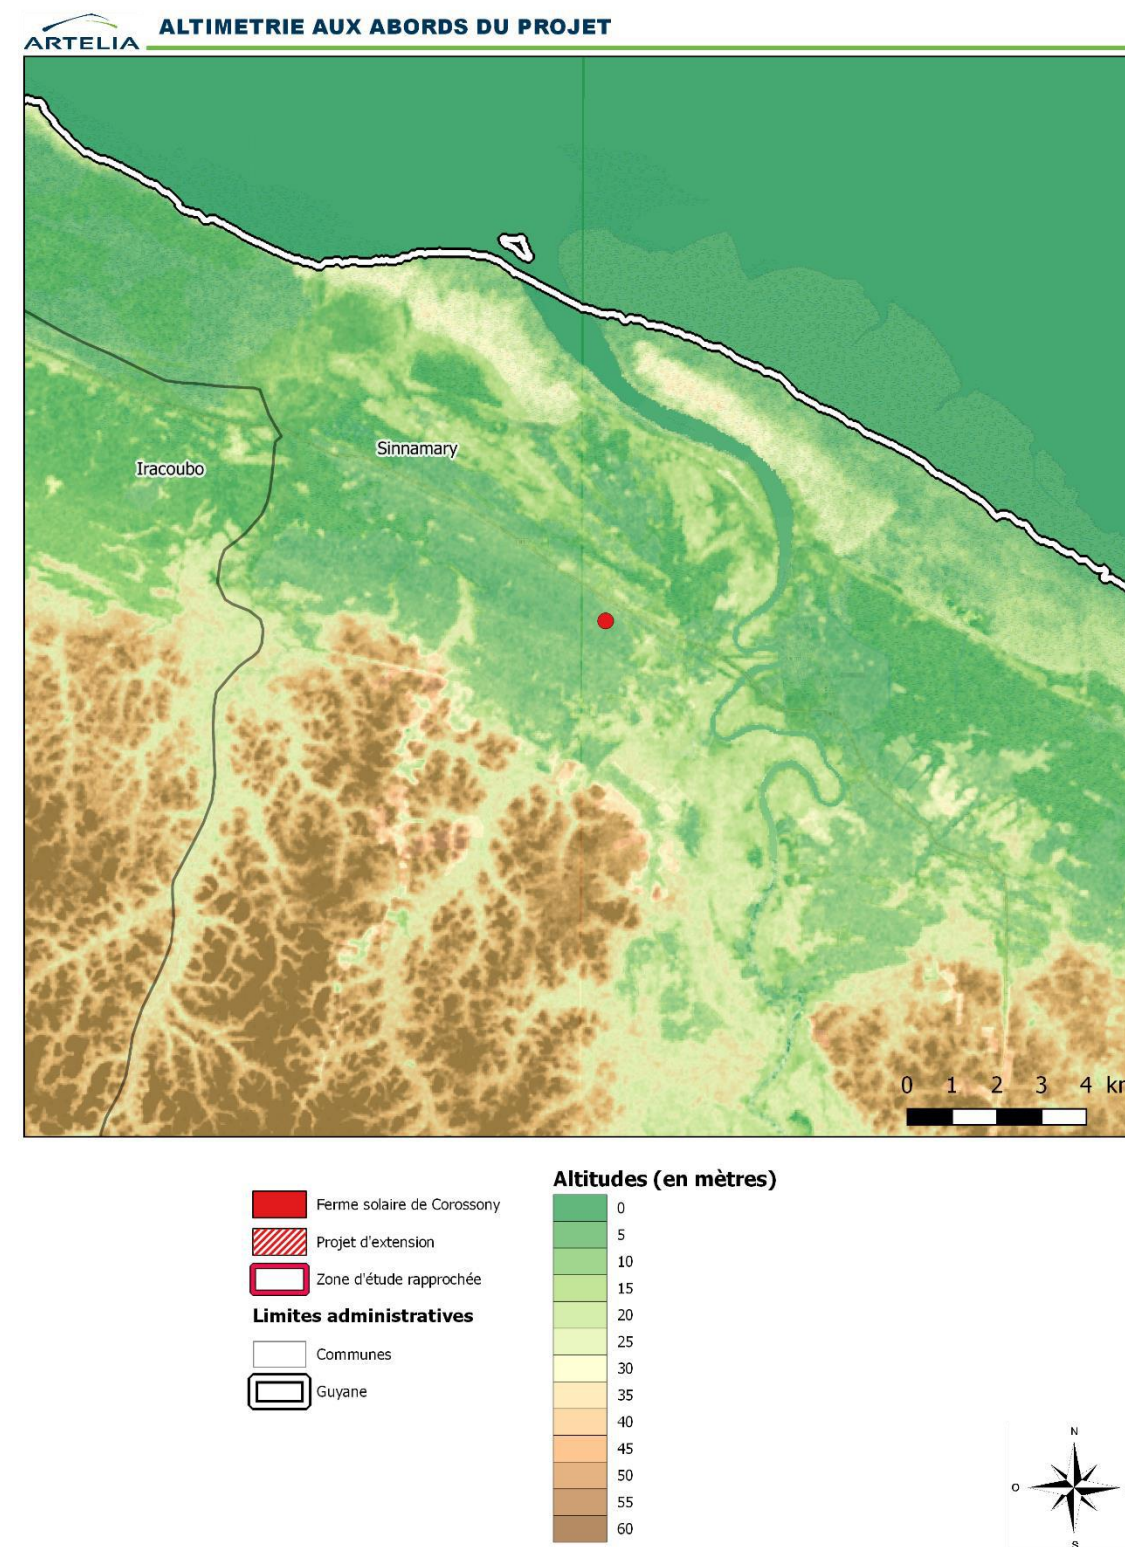 ARTELIA
ALTIMETRIE AUX ABORDS DU PROJET
Sinnamary
Iracoubo
0 1 2 3 4
Altitudes (en mètres)
Ferme solaire de Corossony
Projet d'extension
Zone d'étude rapprochée
Limites administratives
Communes
Guyane
0
5
10
15
20
25
30
35
40
45
50
55
60
N
O
S